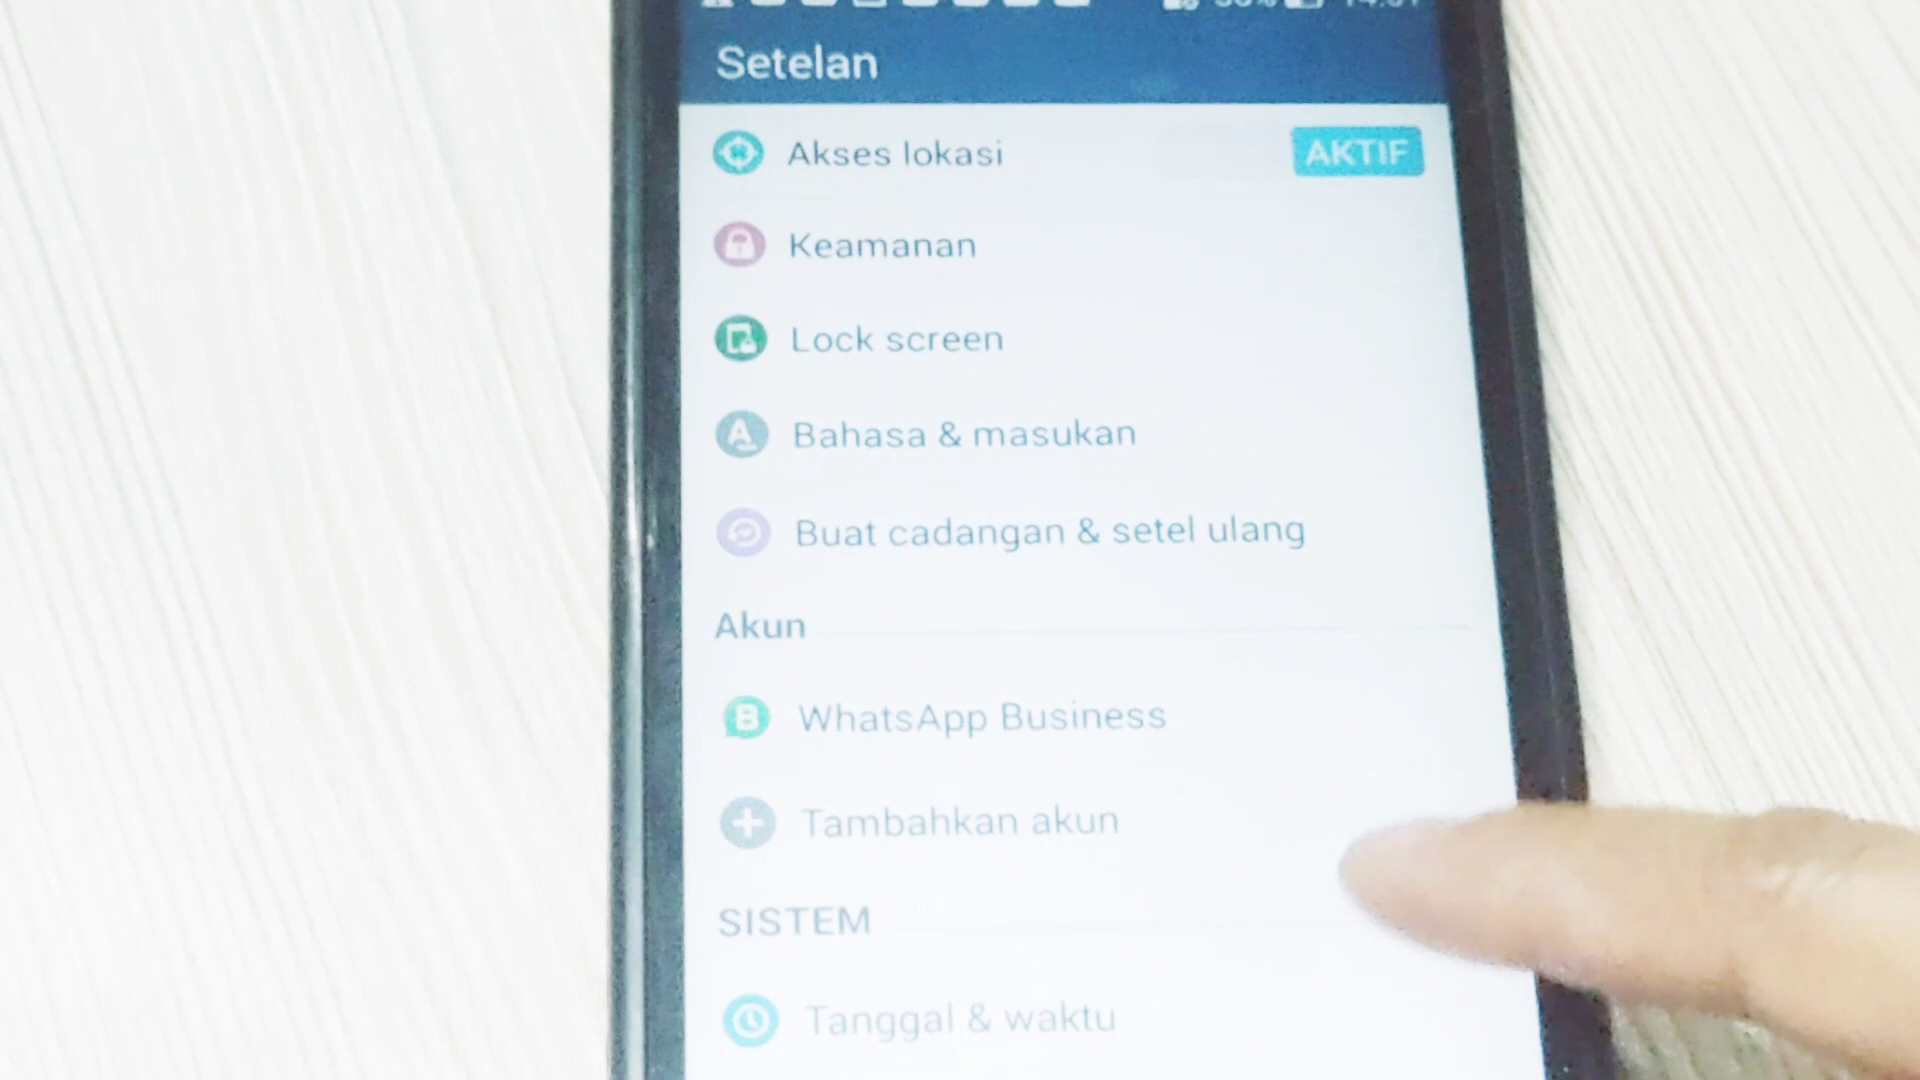 Setelan
Akses lokasi
AKTIF
Keamanan
Lock screen
Bahasa & masukan
Buat cadangan & setel ulang
Akun
WhatsApp Business
Tambahkan akun
SISTEM
Tanggal & waktu